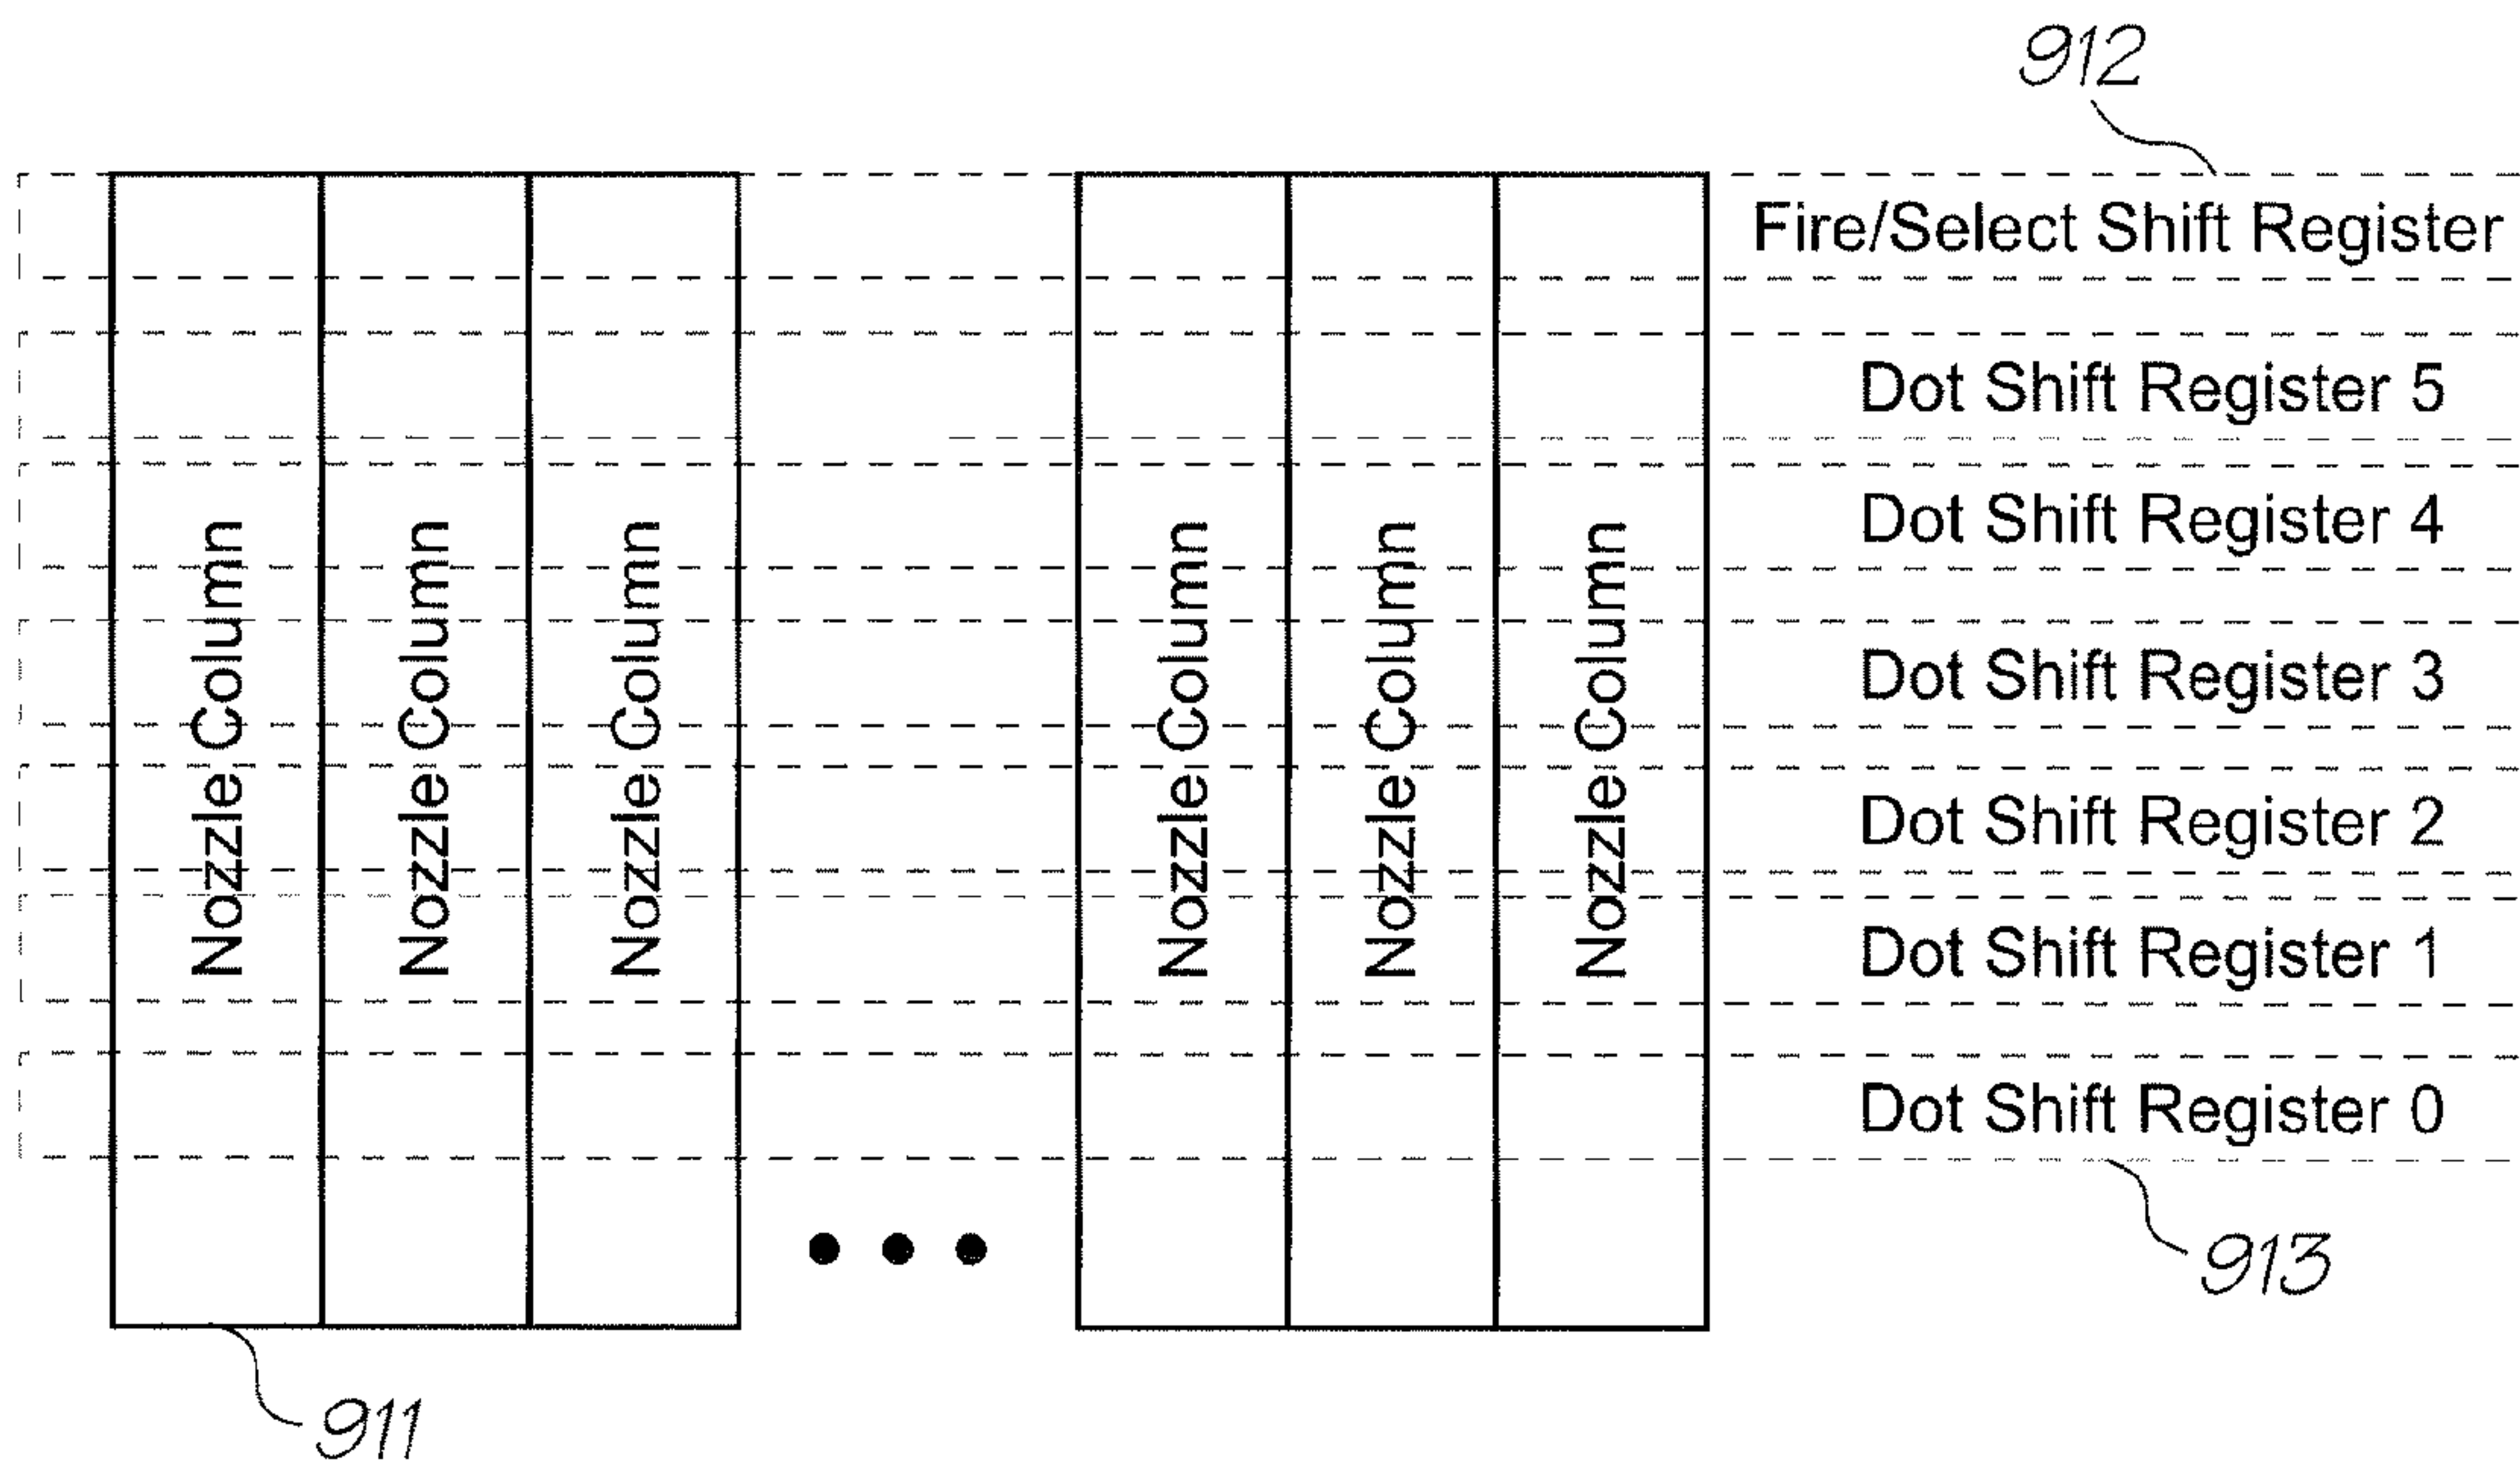 912
Fire/Select Shift Register
Dot Shift Register 5
Dot Shift Register 4
Dot Shift Register 3
Dot Shift Register 2
Dot Shift Register 1
Dot Shift Register 0
Nozzle Column
Nozzle Column
Nozzle Column
Nozzle Column
Nozzle Column
Nozzle Column
913
911